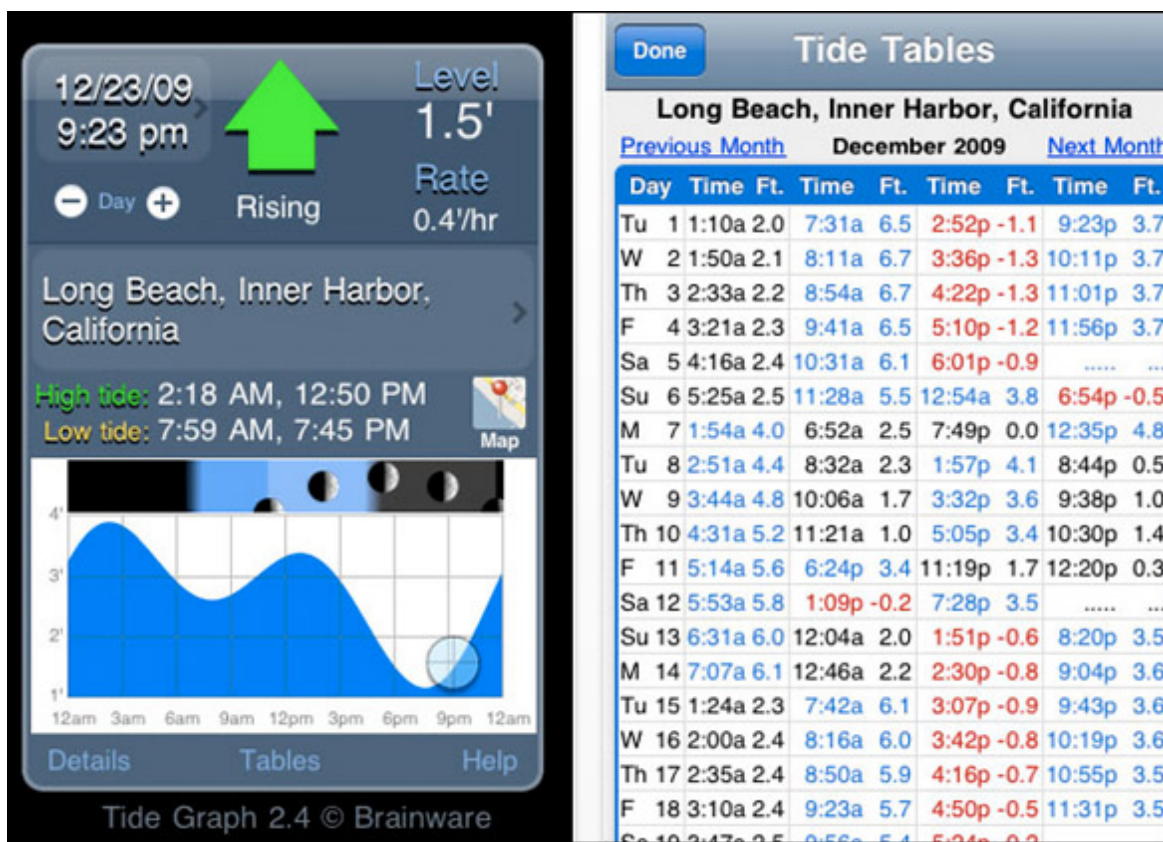 12/23/09
9:23 pm
Day
Rising
Level
1.5'
Rate
0.4'/hr
Long Beach, Inner Harbor,
California
High tide: 2:18 AM, 12:50 PM
Low tide: 7:59 AM, 7:45 PM
Map
4'
3'
2'
1'
12am 3am 6am 9am 12pm 3pm 6pm 9pm 12am
Details Tables Help
Tide Graph 2.4 © Brainware
Done Tide Tables
Long Beach, Inner Harbor, California
Previous Month December 2009 Next Month
Day Time Ft. Time Ft. Time Ft. Time Ft.
Tu 1 1:10a 2.0 7:31a 6.5 2:52p -1.1 9:23p 3.7
W 2 1:50a 2.1 8:11a 6.7 3:36p -1.3 10:11p 3.7
Th 3 2:33a 2.2 8:54a 6.7 4:22p -1.3 11:01p 3.7
F 4 3:21a 2.3 9:41a 6.5 5:10p -1.2 11:56p 3.7
Sa 5 4:16a 2.4 10:31a 6.1 6:01p -0.9 ..... ...
Su 6 5:25a 2.5 11:28a 5.5 12:54a 3.8 6:54p -0.5
M 7 1:54a 4.0 6:52a 2.5 7:49p 0.0 12:35p 4.8
Tu 8 2:51a 4.4 8:32a 2.3 1:57p 4.1 8:44p 0.5
W 9 3:44a 4.8 10:06a 1.7 3:32p 3.6 9:38p 1.0
Th 10 4:31a 5.2 11:21a 1.0 5:05p 3.4 10:30p 1.4
F 11 5:14a 5.6 6:24p 3.4 11:19p 1.7 12:20p 0.3
Sa 12 5:53a 5.8 1:09p -0.2 7:28p 3.5 ..... ...
Su 13 6:31a 6.0 12:04a 2.0 1:51p -0.6 8:20p 3.5
M 14 7:07a 6.1 12:46a 2.2 2:30p -0.8 9:04p 3.6
Tu 15 1:24a 2.3 7:42a 6.1 3:07p -0.9 9:43p 3.6
W 16 2:00a 2.4 8:16a 6.0 3:42p -0.8 10:19p 3.6
Th 17 2:35a 2.4 8:50a 5.9 4:16p -0.7 10:55p 3.5
F 18 3:10a 2.4 9:23a 5.7 4:50p -0.5 11:31p 3.5